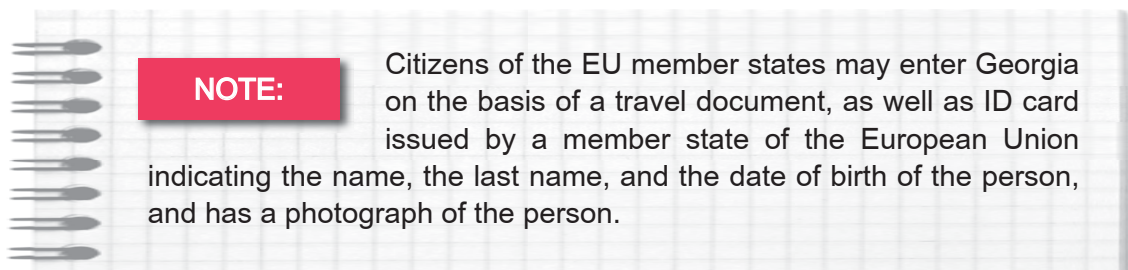 NOTE:
Citizens of the EU member states may enter Georgia
on the basis of a travel document, as well as ID card
issued by a member state of the European Union
indicating the name, the last name, and the date of birth of the person,
and has a photograph of the person.